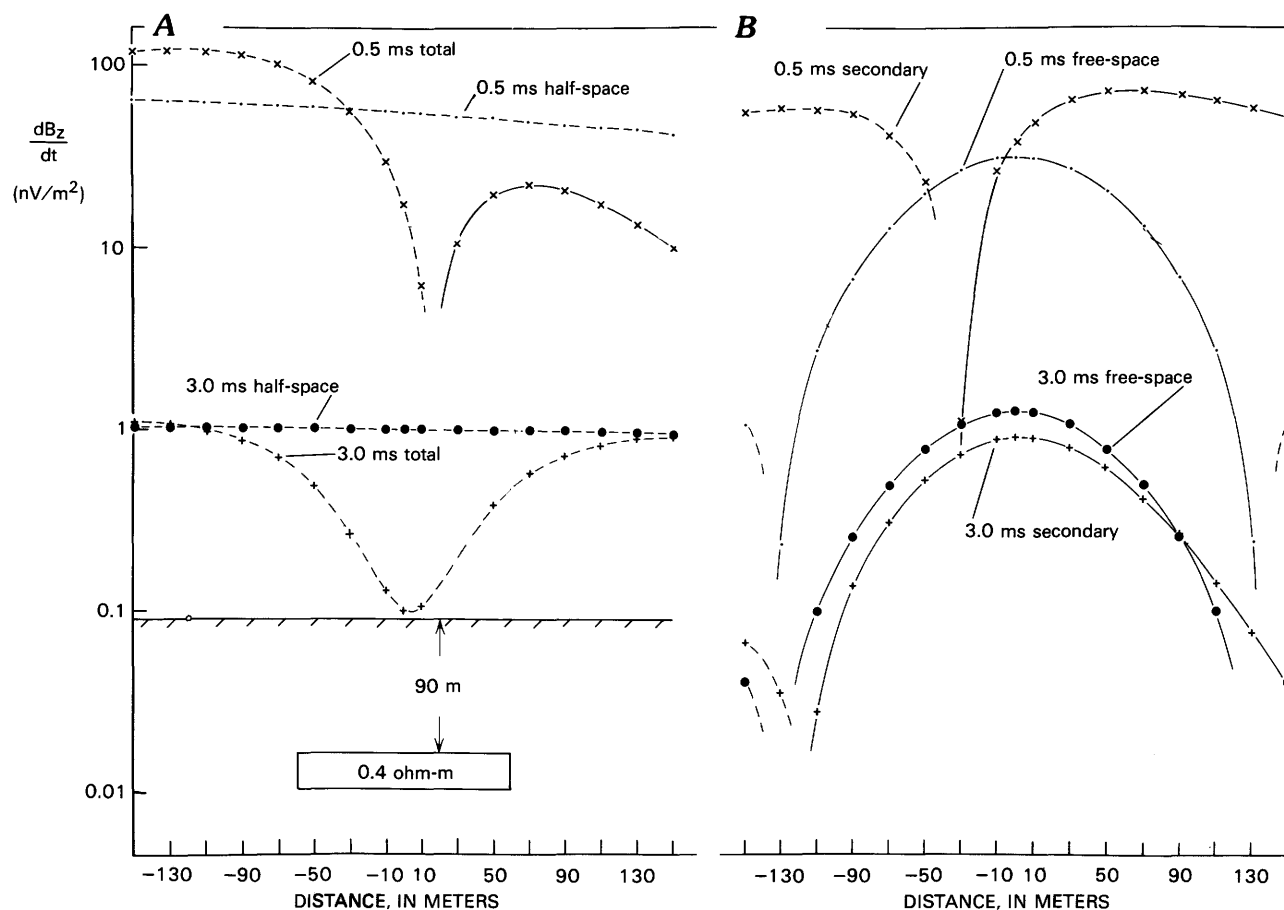 A
B
0.5 ms total
0.5 ms half-space
0.5 ms secondary
0.5 ms free-space
dBz
dt
(nV/m²)
100
10
1
0.1
0.01
3.0 ms half-space
3.0 ms total
3.0 ms free-space
3.0 ms secondary
90 m
0.4 ohm-m
−130 −90 −50 −10 10 50 90 130
DISTANCE, IN METERS
−130 −90 −50 −10 10 50 90 130
DISTANCE, IN METERS